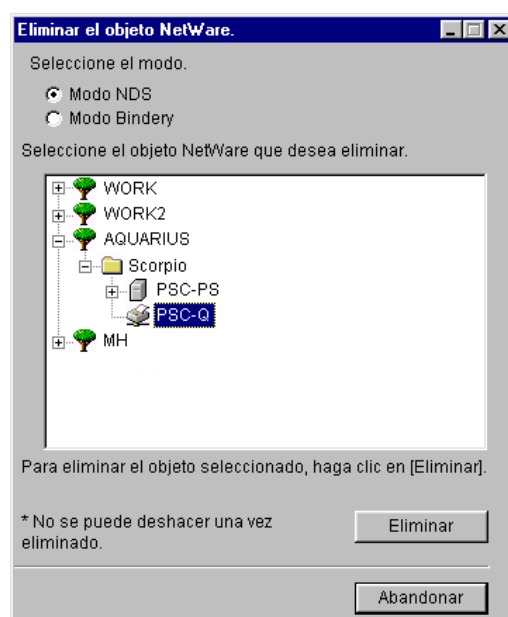 Eliminar el objeto NetWare.
Seleccione el modo.
Modo NDS
Modo Bindery
Seleccione el objeto NetWare que desea eliminar.
WORK
WORK2
AQUARIUS
Scorpio
PSC-PS
PSC-Q
MH
Para eliminar el objeto seleccionado, haga clic en [Eliminar].
* No se puede deshacer una vez
eliminado.
Eliminar
Abandonar